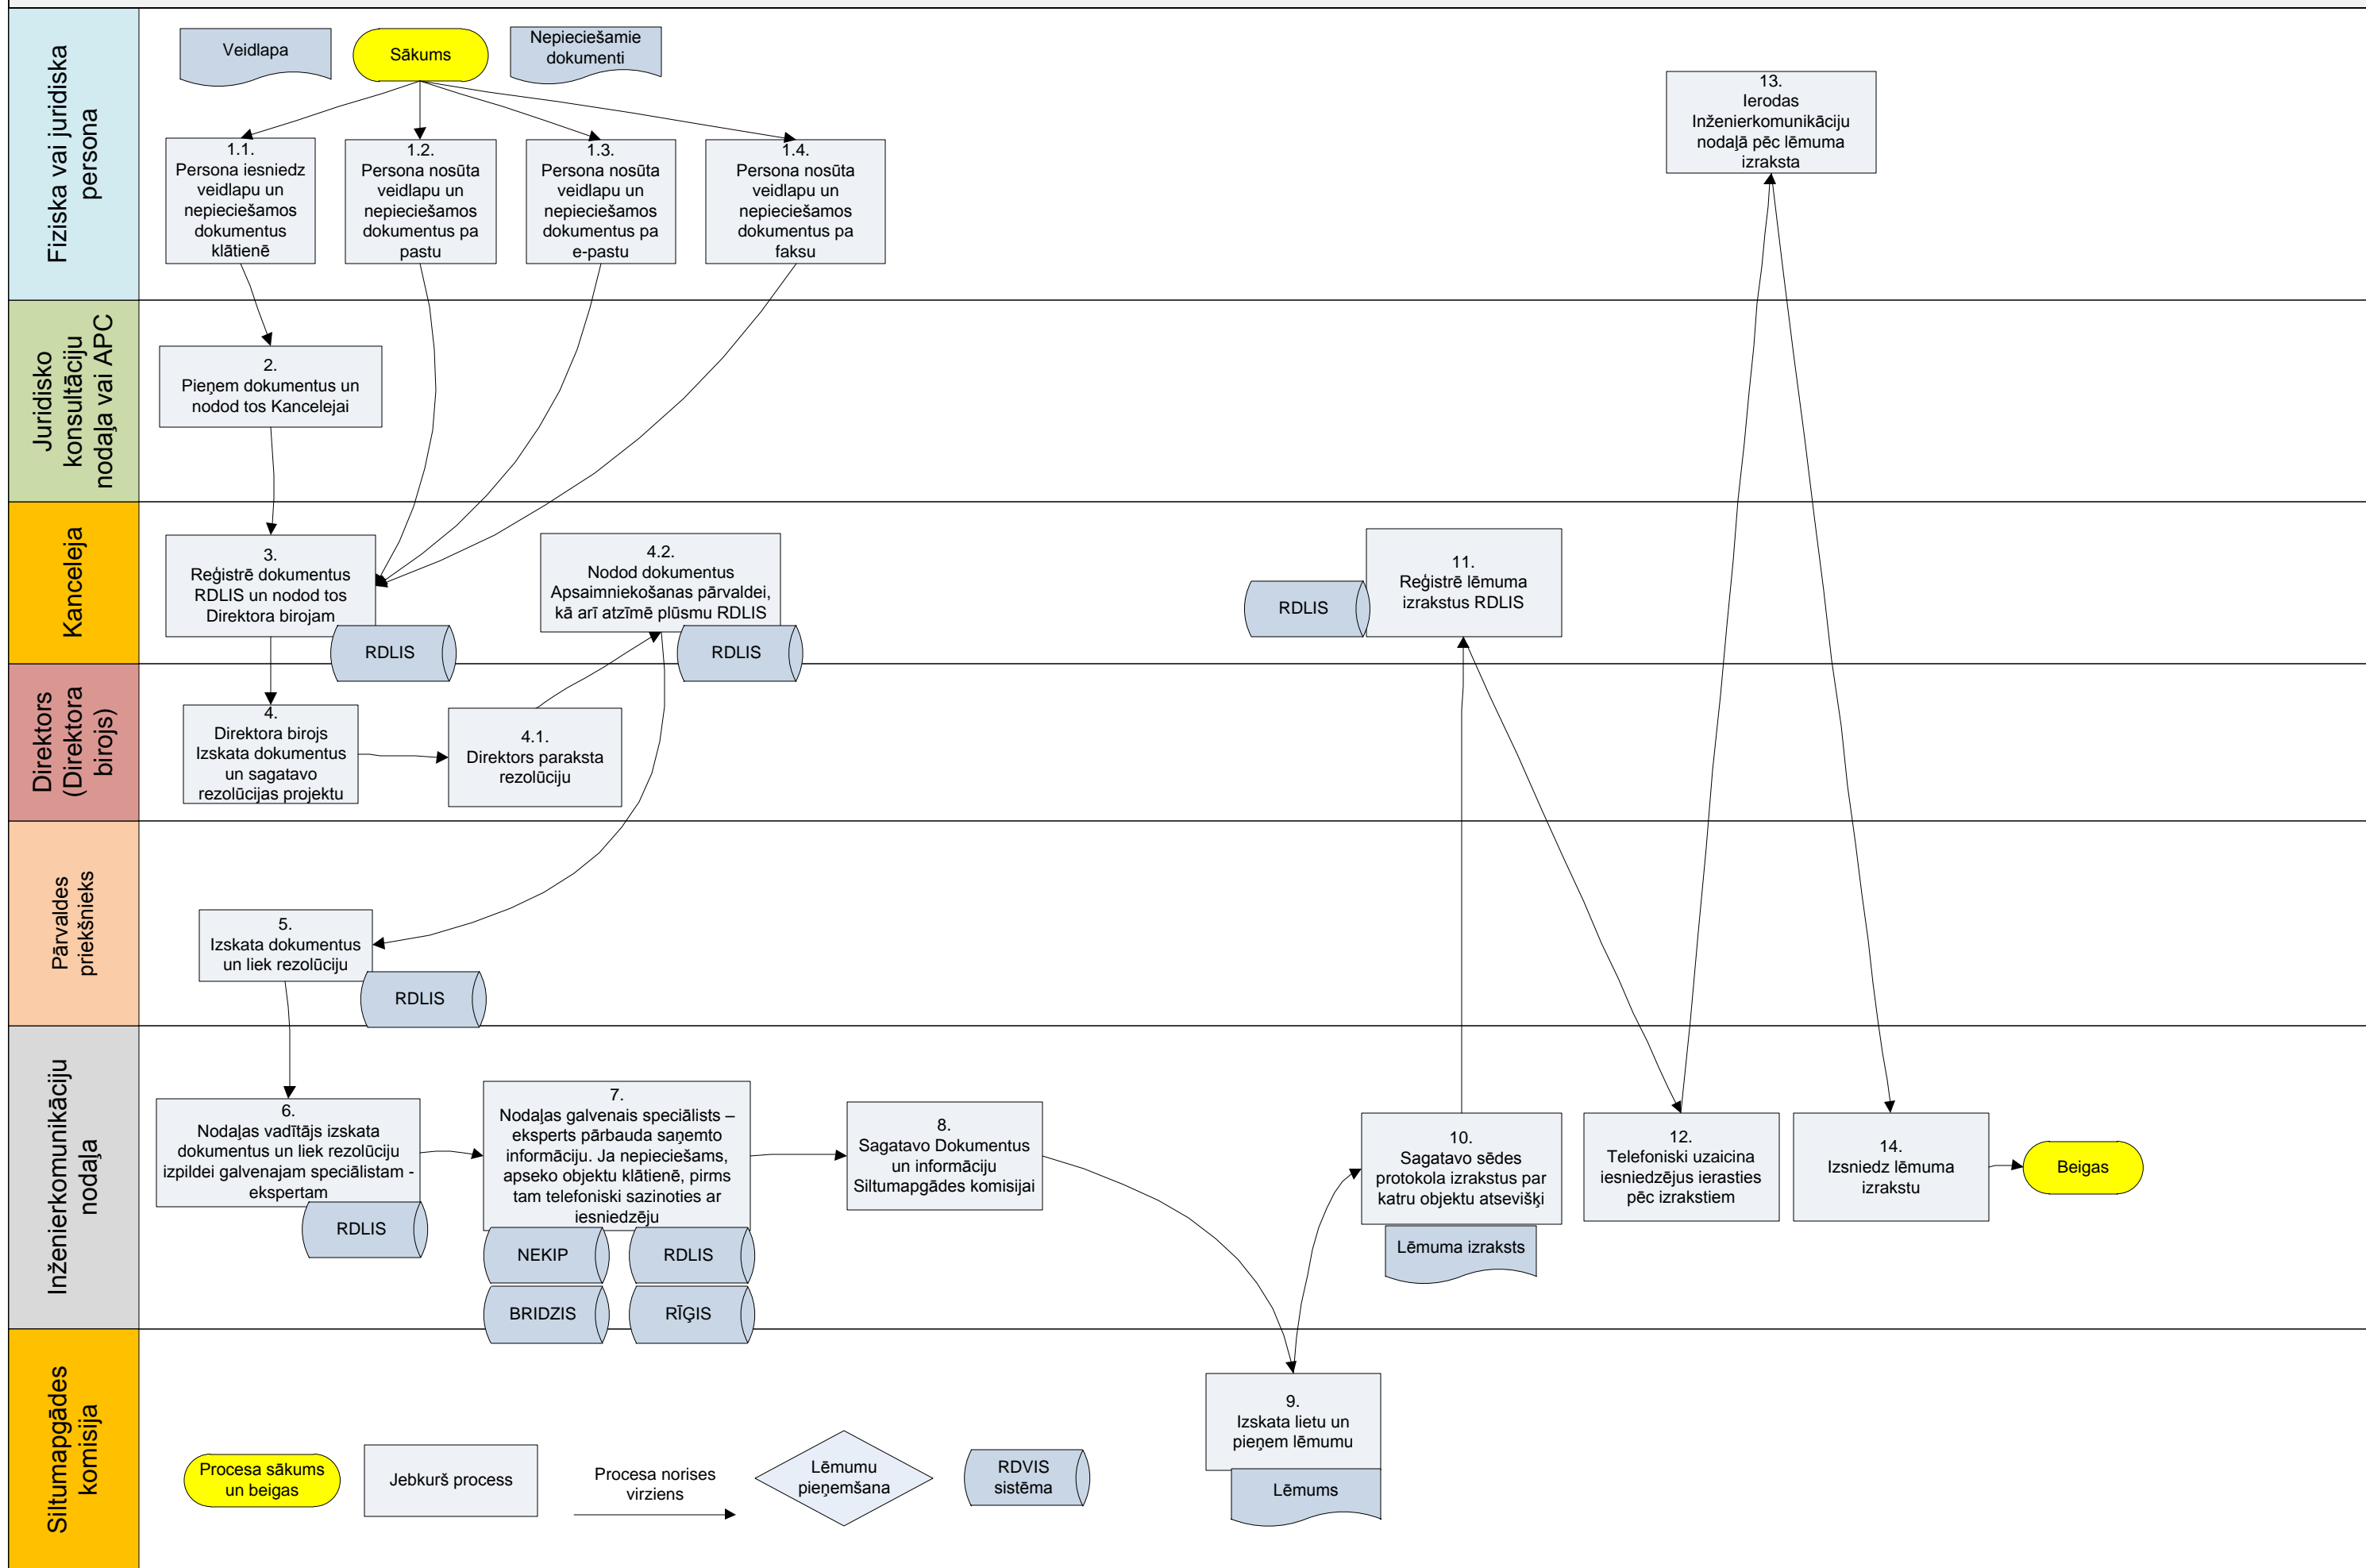 Fiziska vai juridiska
persona
Veidlapa
Sākums
Nepieciešamie
dokumenti
1.1.
Persona iesniedz
veidlapu un
nepieciešamos
dokumentus
klātienē
1.2.
Persona nosūta
veidlapu un
nepieciešamos
dokumentus pa
pastu
1.3.
Persona nosūta
veidlapu un
nepieciešamos
dokumentus pa
e-pastu
1.4.
Persona nosūta
veidlapu un
nepieciešamos
dokumentus pa
faksu
13.
Ierodas
Inženierkomunikāciju
nodaļā pēc lēmuma
izraksta
Juridisko
konsultāciju
nodaļa vai APC
2.
Pieņem dokumentus un
nodod tos Kancelejai
Kanceleja
3.
Reģistrē dokumentus
RDLIS un nodod tos
Direktora birojam
RDLIS
4.2.
Nodod dokumentus
Apsaimniekošanas pārvaldei,
kā arī atzīmē plūsmu RDLIS
RDLIS
RDLIS
11.
Reģistrē lēmuma
izrakstus RDLIS
Direktors
(Direktora
birojs)
4.
Direktora birojs
Izskata dokumentus
un sagatavo
rezolūcijas projektu
4.1.
Direktors paraksta
rezolūciju
Pārvaldes
priekšnieks
5.
Izskata dokumentus
un liek rezolūciju
RDLIS
Inženierkomunikāciju
nodaļa
6.
Nodaļas vadītājs izskata
dokumentus un liek rezolūciju
izpildei galvenajam speciālistam -
ekspertam
RDLIS
7.
Nodaļas galvenais speciālists –
eksperts pārbauda saņemto
informāciju. Ja nepieciešams,
apseko objektu klātienē, pirms
tam telefoniski sazinoties ar
iesniedzēju
NEKIP
RDLIS
BRIDZIS
RĪĢIS
8.
Sagatavo Dokumentus
un informāciju
Siltumapgādes komisijai
10.
Sagatavo sēdes
protokola izrakstus par
katru objektu atsevišķi
Lēmuma izraksts
12.
Telefoniski uzaicina
iesniedzējus ierasties
pēc izrakstiem
14.
Izsniedz lēmuma
izrakstu
Beigas
Siltumapgādes
komisija
9.
Izskata lietu un
pieņem lēmumu
Lēmums
Procesa sākums
un beigas
Jebkurš process
Procesa norises
virziens
Lēmumu
pieņemšana
RDVIS
sistēma